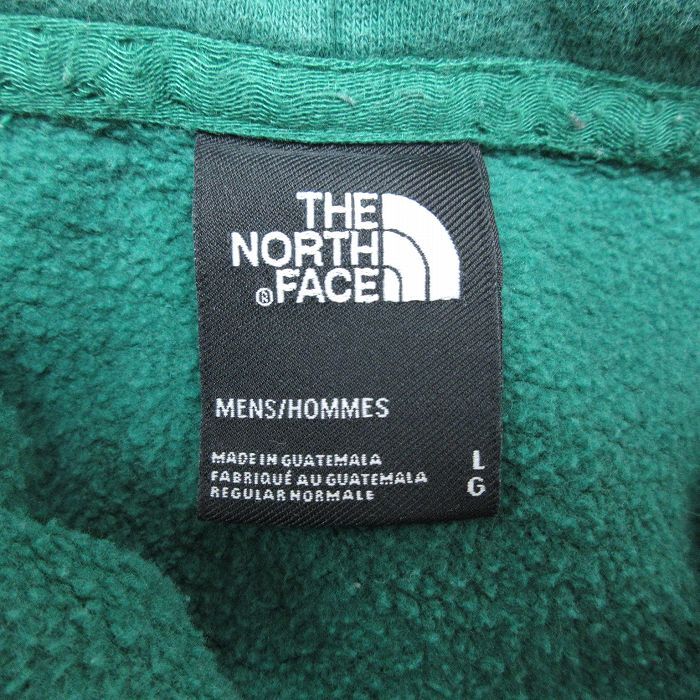 THE
NORTH
FACE
MENS/HOMMES
MADE IN GUATEMALA
FABRIQUÉ AU GUATEMALA
REGULAR NORMALE
L
G